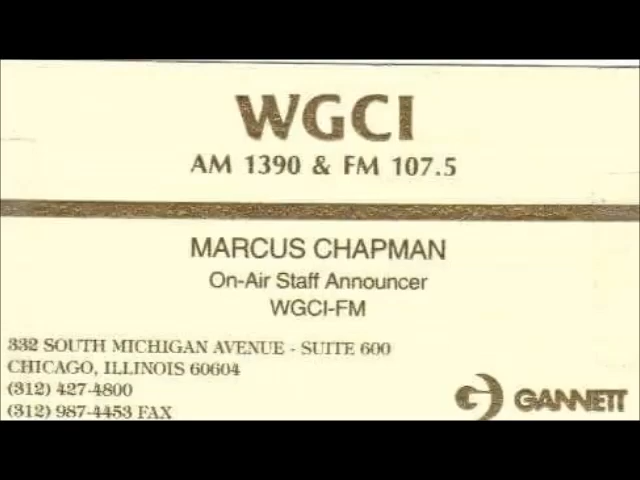 WGCI
AM 1390 & FM 107.5
MARCUS CHAPMAN
On-Air Staff Announcer
WGCI-FM
332 SOUTH MICHIGAN AVENUE - SUITE 600
CHICAGO, ILLINOIS 60604
(312) 427-4800
(312) 987-4453 FAX
GANNETT